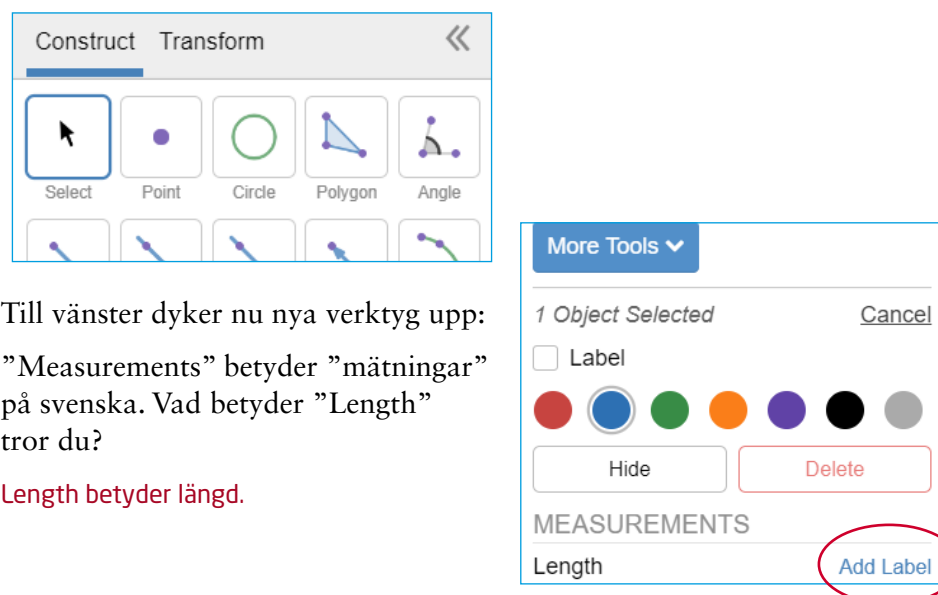 Construct Transform
Select Point Circle Polygon Angle
Till vänster dyker nu nya verktyg upp:
”Measurements” betyder ”mätningar”
på svenska. Vad betyder ”Length”
tror du?
Length betyder längd.
More Tools
1 Object Selected Cancel
Label
Hide Delete
MEASUREMENTS
Length Add Label